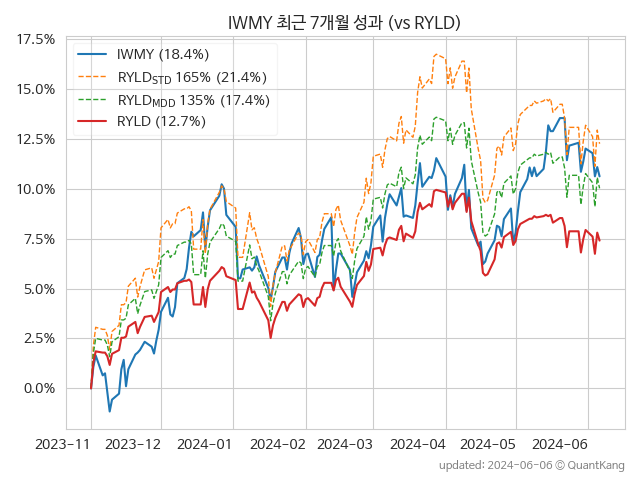 IWMY 최근 7개월 성과 (vs RYLD)
17.5%
15.0%
12.5%
10.0%
7.5%
5.0%
2.5%
0.0%
IWMY (18.4%)
RYLD_STD 165% (21.4%)
RYLD_MDD 135% (17.4%)
RYLD (12.7%)
2023-11 2023-12 2024-01 2024-02 2024-03 2024-04 2024-05 2024-06
updated: 2024-06-06 © QuantKang